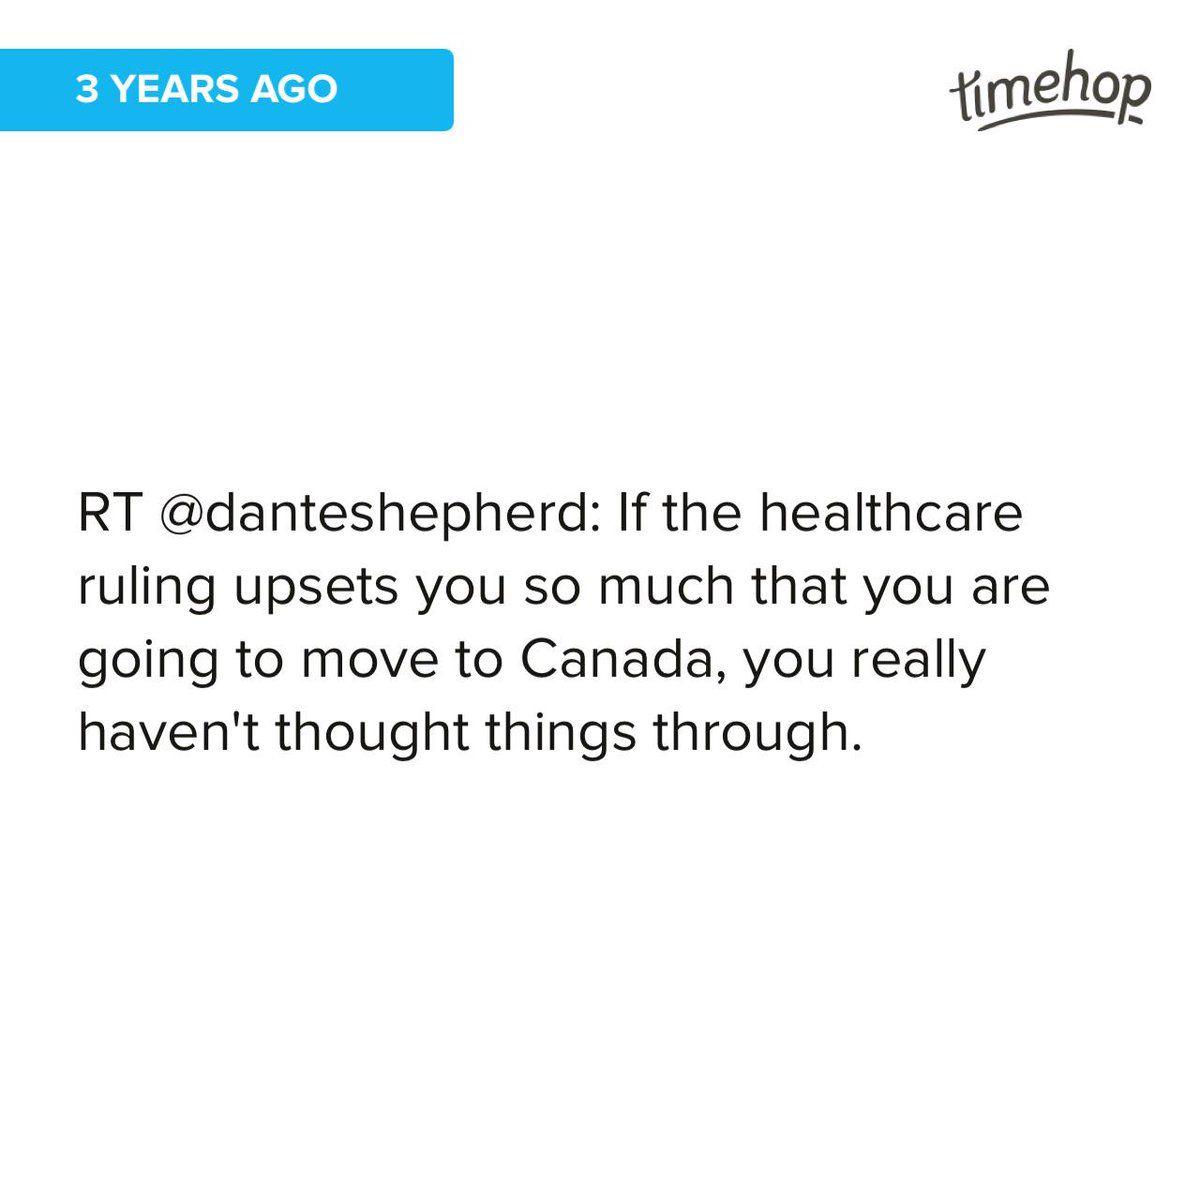 3 YEARS AGO
timehop
RT @danteshepherd: If the healthcare
ruling upsets you so much that you are
going to move to Canada, you really
haven't thought things through.